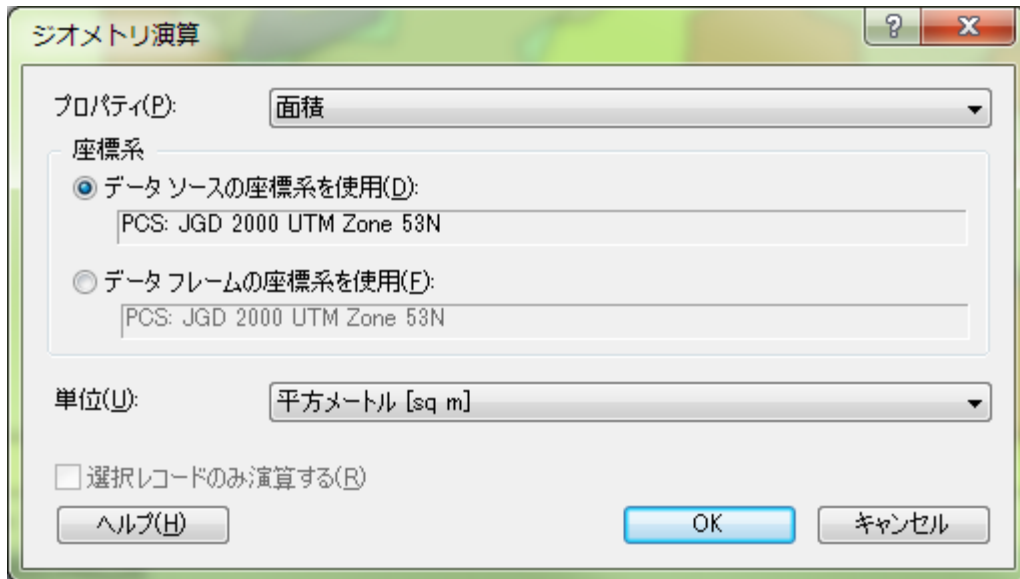 ジオメトリ演算
プロパティ(P): 面積
座標系
データ ソースの座標系を使用(D):
PCS: JGD 2000 UTM Zone 53N
データ フレームの座標系を使用(F):
PCS: JGD 2000 UTM Zone 53N
単位(U): 平方メートル [sq m]
選択レコードのみ演算する(R)
ヘルプ(H) OK キャンセル